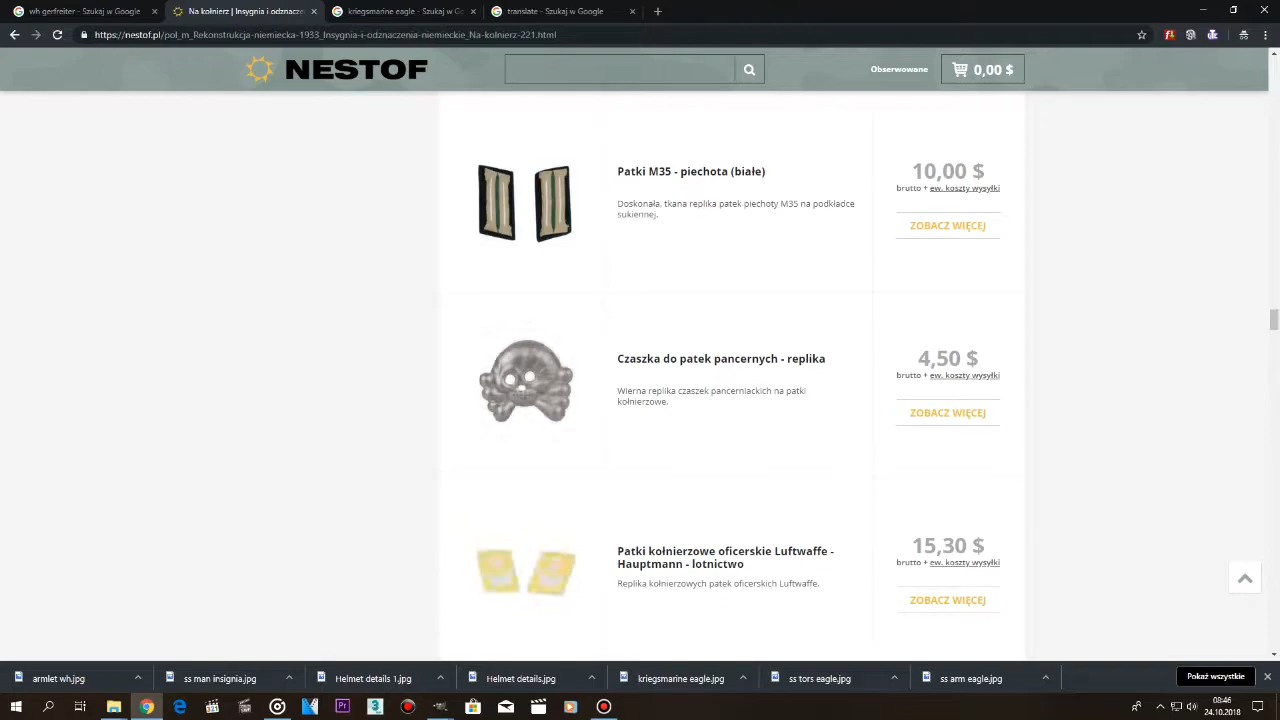 wh gerfreiter - Szukaj w Google
Na kołnierz | Insygnia i odznaczen
kriegsmarine eagle - Szukaj w Go
translate - Szukaj w Google
https://nestof.pl/pol_m_Rekonstrukcja-niemiecka-1933_Insygnia-i-odznaczenia-niemieckie_Na-kolnierz-221.html
NESTOF
Obserwowane
0,00 $
Patki M35 - piechota (białe)
Doskonała, tkana replika patek piechoty M35 na podkładce
sukiennej.
10,00 $
brutto + ew. koszty wysyłki
ZOBACZ WIĘCEJ
Czaszka do patek pancernych - replika
Wierna replika czaszek pancerniackich na patki
kołnierzowe.
4,50 $
brutto + ew. koszty wysyłki
ZOBACZ WIĘCEJ
Patki kołnierzowe oficerskie Luftwaffe -
Hauptmann - lotnictwo
Replika kołnierzowych patek oficerskich Luftwaffe.
15,30 $
brutto + ew. koszty wysyłki
ZOBACZ WIĘCEJ
armlet wh.jpg
ss man insignia.jpg
Helmet details 1.jpg
Helmet details.jpg
kriegsmarine eagle.jpg
ss tors eagle.jpg
ss arm eagle.jpg
Pokaż wszystkie
08:46
24.10.2018